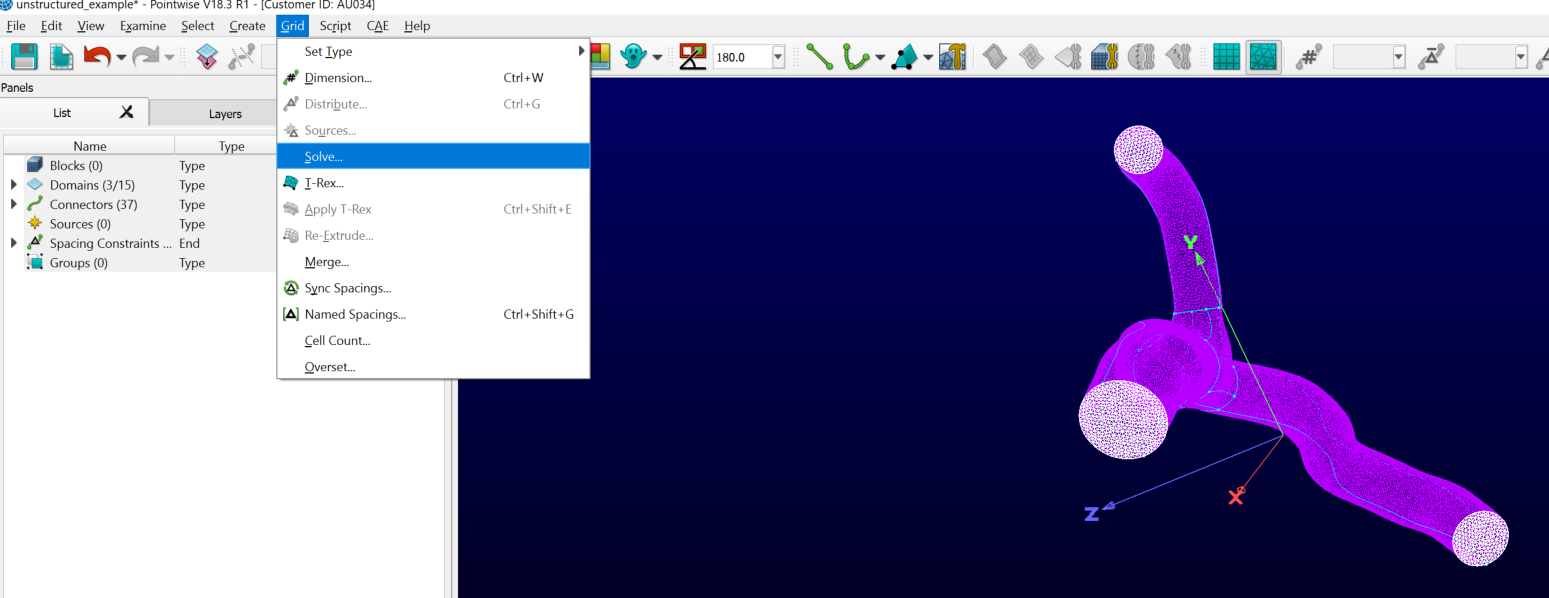 unstructured_example* - Pointwise V18.3 R1 - [Customer ID: AU034]
File Edit View Examine Select Create Grid Script CAE Help
180.0
Panels
List Layers
Name Type
Blocks (0) Type
Domains (3/15) Type
Connectors (37) Type
Sources (0) Type
Spacing Constraints ... End
Groups (0) Type
Set Type
Dimension... Ctrl+W
Distribute... Ctrl+G
Sources...
Solve...
T-Rex...
Apply T-Rex Ctrl+Shift+E
Re-Extrude...
Merge...
Sync Spacings...
Named Spacings... Ctrl+Shift+G
Cell Count...
Overset...
Y
X
Z